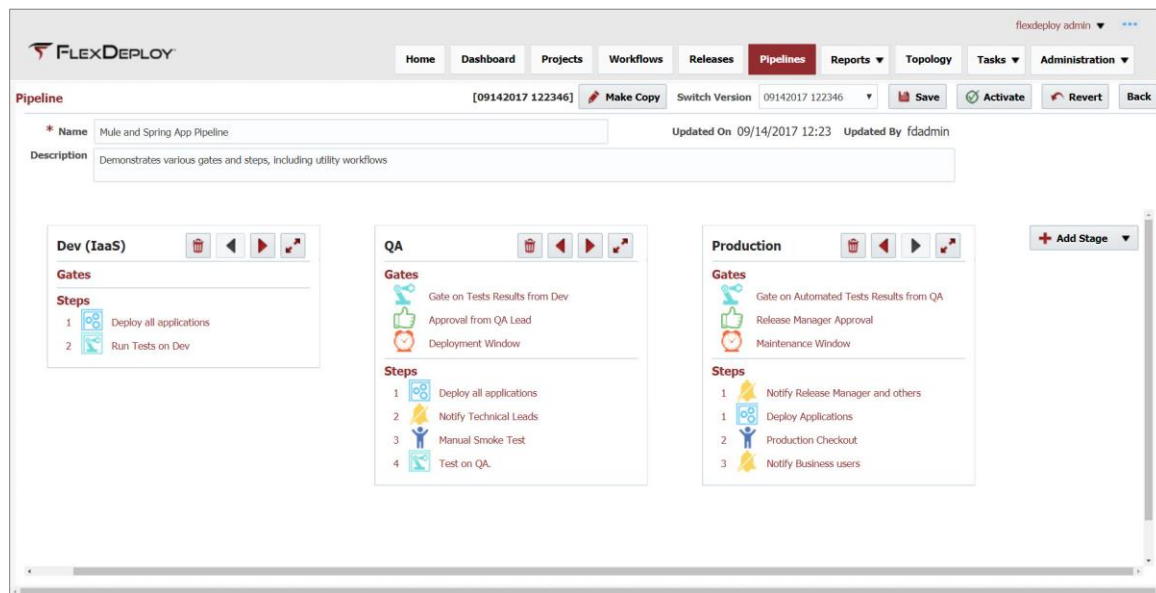 flexdeploy admin
FLEXDEPLOY
Home Dashboard Projects Workflows Releases Pipelines Reports Topology Tasks Administration
Pipeline [09142017 122346] Make Copy Switch Version 09142017 122346 Save Activate Revert Back
* Name Mule and Spring App Pipeline Updated On 09/14/2017 12:23 Updated By fdadmin
Description Demonstrates various gates and steps, including utility workflows
Dev (IaaS)
Gates
Steps
1 Deploy all applications
2 Run Tests on Dev
QA
Gates
Gate on Tests Results from Dev
Approval from QA Lead
Deployment Window
Steps
1 Deploy all applications
2 Notify Technical Leads
3 Manual Smoke Test
4 Test on QA.
Production
Gates
Gate on Automated Tests Results from QA
Release Manager Approval
Maintenance Window
Steps
1 Notify Release Manager and others
1 Deploy Applications
2 Production Checkout
3 Notify Business users
Add Stage